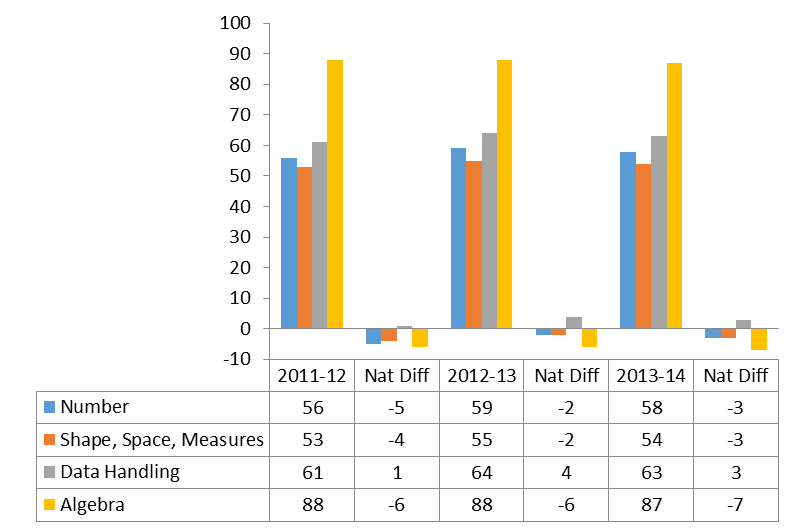 100
90
80
70
60
50
40
30
20
10
0
-10
2011-12 Nat Diff 2012-13 Nat Diff 2013-14 Nat Diff
Number 56 -5 59 -2 58 -3
Shape, Space, Measures 53 -4 55 -2 54 -3
Data Handling 61 1 64 4 63 3
Algebra 88 -6 88 -6 87 -7